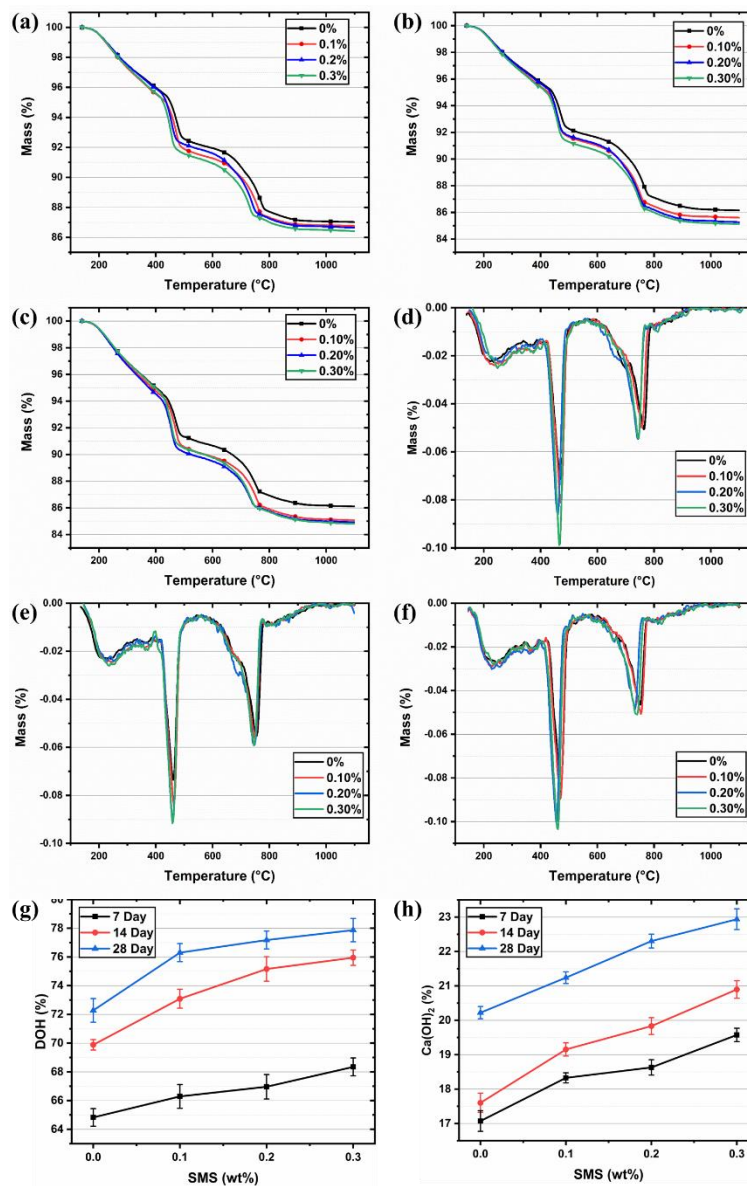 (a)
100
98
96
94
92
90
88
86
Mass (%)
0%
0.1%
0.2%
0.3%
200 400 600 800 1000
Temperature (°C)
(b)
100
98
96
94
92
90
88
86
84
Mass (%)
0%
0.10%
0.20%
0.30%
200 400 600 800 1000
Temperature (°C)
(c)
100
98
96
94
92
90
88
86
84
Mass (%)
0%
0.10%
0.20%
0.30%
200 400 600 800 1000
Temperature (°C)
(d)
0.00
-0.02
-0.04
-0.06
-0.08
-0.10
Mass (%)
0%
0.10%
0.20%
0.30%
200 400 600 800 1000
Temperature (°C)
(e)
0.00
-0.02
-0.04
-0.06
-0.08
-0.10
Mass (%)
0%
0.10%
0.20%
0.30%
200 400 600 800 1000
Temperature (°C)
(f)
0.00
-0.02
-0.04
-0.06
-0.08
-0.10
Mass (%)
0%
0.10%
0.20%
0.30%
200 400 600 800 1000
Temperature (°C)
(g)
80
78
76
74
72
70
68
66
64
DOH (%)
7 Day
14 Day
28 Day
0.0 0.1 0.2 0.3
SMS (wt%)
(h)
23
22
21
20
19
18
17
Ca(OH)₂ (%)
7 Day
14 Day
28 Day
0.0 0.1 0.2 0.3
SMS (wt%)